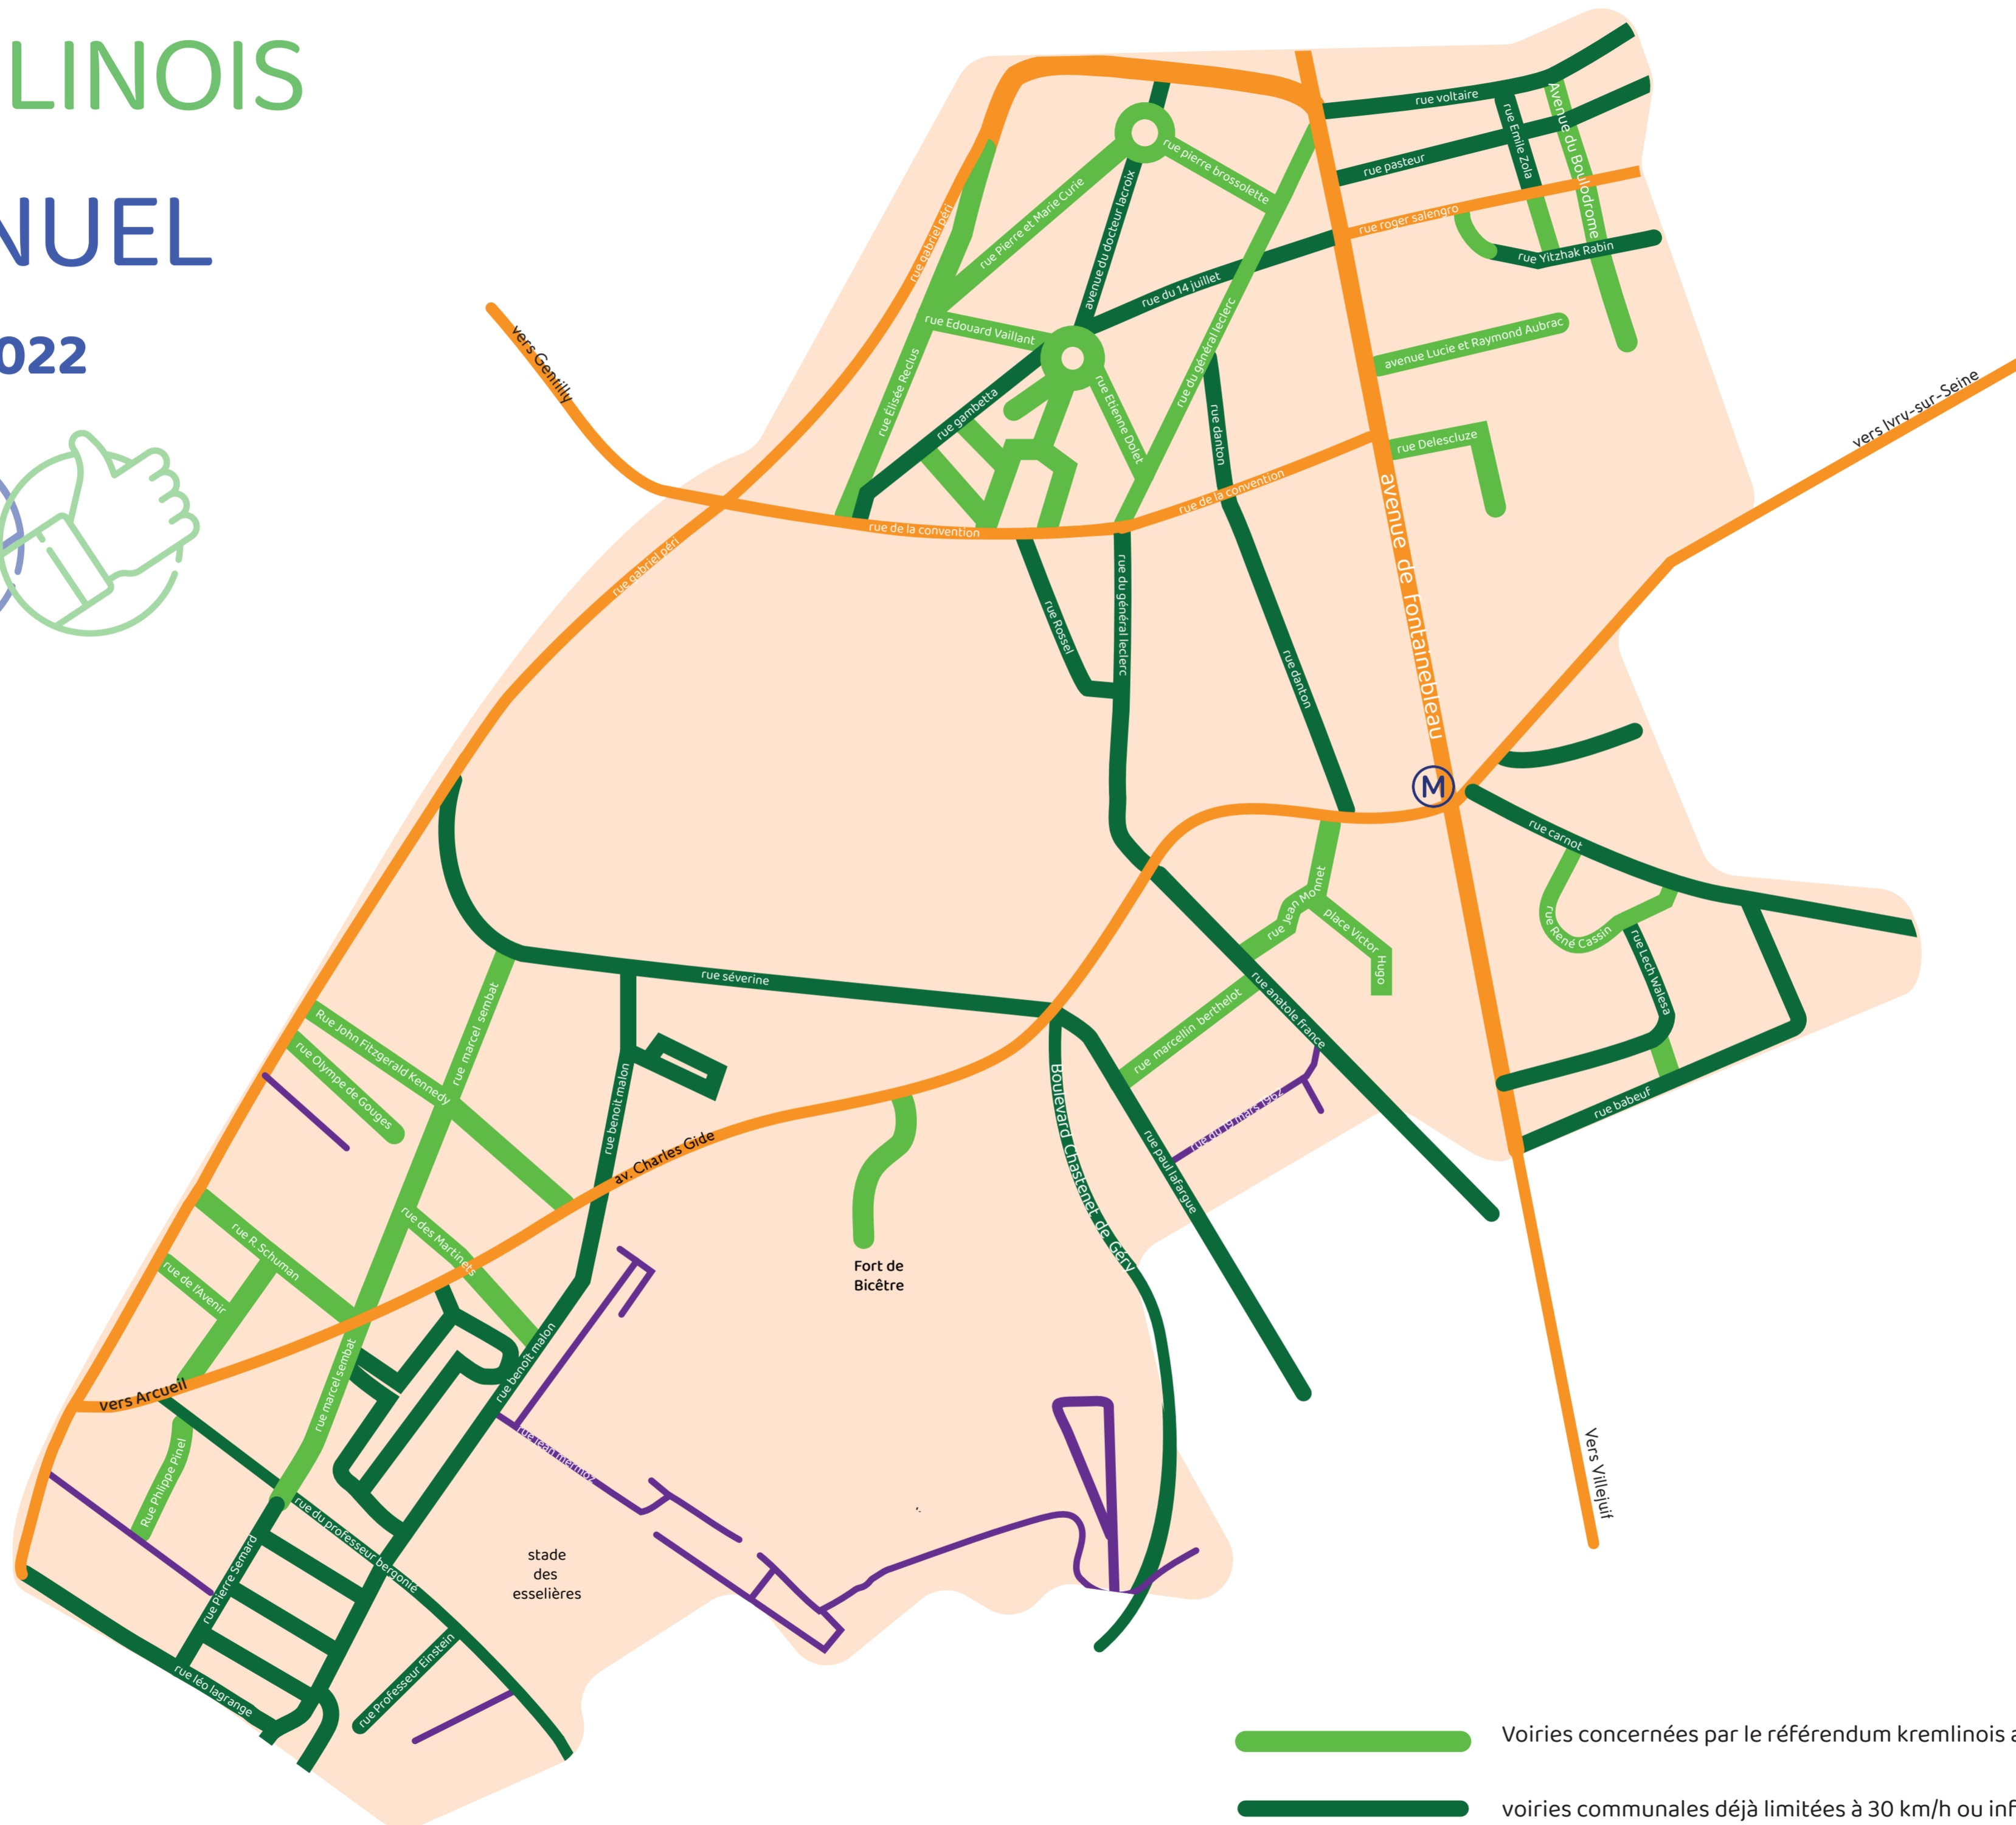 LINOIS
NUEL
022
vers Gentilly
rue gabriel péri
rue Pierre et Marie Curie
rue pierre brossolette
avenue du docteur lacroix
rue voltaire
rue Emile Zola
Avenue du Boulodrome
rue pasteur
rue roger salengro
rue Yitzhak Rabin
rue du 14 juillet
rue Edouard Vaillant
rue Élisée Reclus
rue gambetta
rue Etienne Dolet
rue du général leclerc
rue danton
avenue Lucie et Raymond Aubrac
rue Delescluze
vers Ivry-sur-Seine
rue de la convention
rue de la convention
rue gabriel péri
avenue de Fontainebleau
rue Rossel
rue du général leclerc
rue danton
M
rue carnot
rue René Cassin
rue Lech Walesa
rue babeuf
rue Jean Monnet
place Victor Hugo
rue anatole france
rue marcellin berthelot
rue du 19 mars 1962
rue paul lafargue
Boulevard Chastenet de Géry
rue séverine
rue marcel sembat
Rue John Fitzgerald Kennedy
rue Olympe de Gouges
rue benoit malon
av. Charles Gide
rue des Martinets
rue R. Schuman
rue de l'Avenir
Fort de
Bicêtre
vers Arcueil
rue marcel sembat
rue benoit malon
rue Jean mermoz
Rue Phlippe Pinel
rue du professeur bergonié
rue Pierre Semard
rue léo lagrange
rue Professeur Einstein
stade
des
esselières
Vers Villejuif
Voiries concernées par le référendum kremlinois a
voiries communales déjà limitées à 30 km/h ou inf